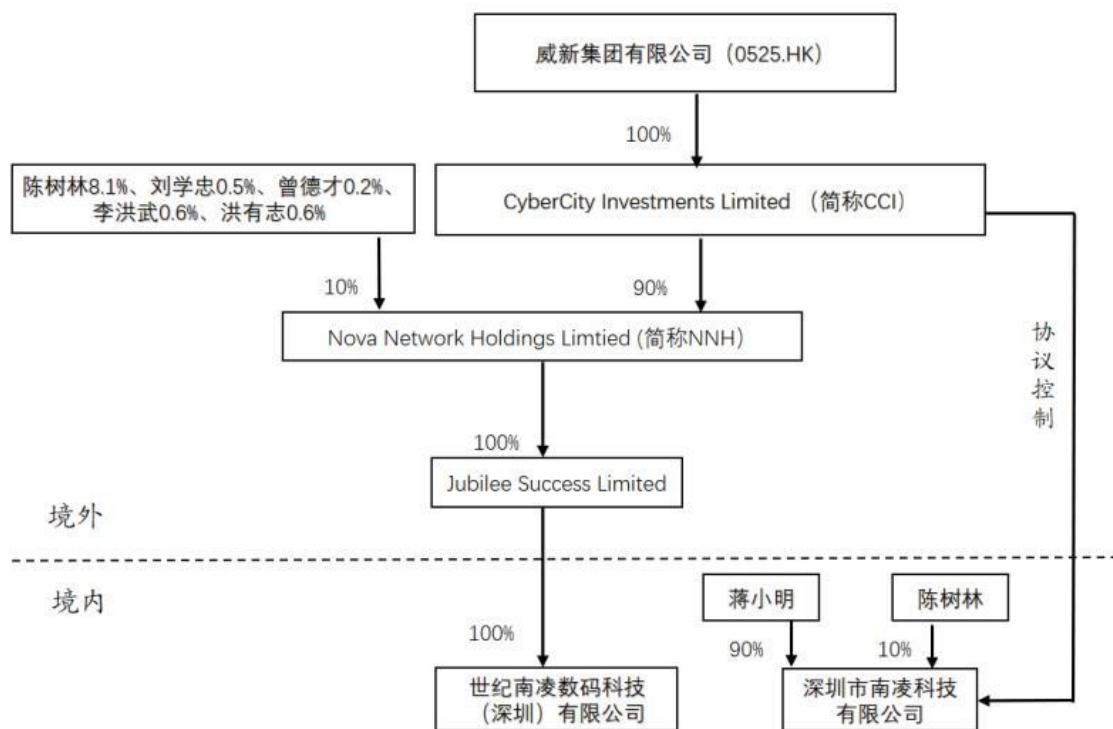 威新集团有限公司（0525.HK）
100%
陈树林8.1%、刘学忠0.5%、曾德才0.2%、
李洪武0.6%、洪有志0.6%
CyberCity Investments Limited （简称CCI）
10%
90%
Nova Network Holdings Limtied (简称NNH）
协议控制
100%
Jubilee Success Limited
境外
境内
蒋小明
陈树林
100%
90%
10%
世纪南凌数码科技
（深圳）有限公司
深圳市南凌科技
有限公司